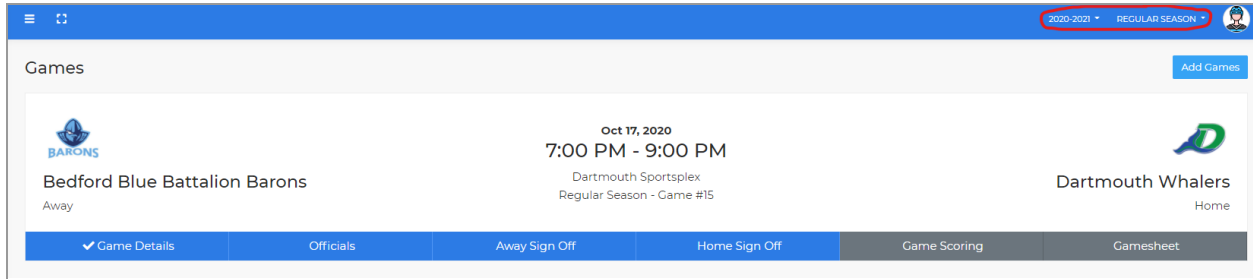 2020-2021 REGULAR SEASON
Games
Add Games
BARONS
Bedford Blue Battalion Barons
Away
Oct 17, 2020
7:00 PM - 9:00 PM
Dartmouth Sportsplex
Regular Season - Game #15
D
Dartmouth Whalers
Home
Game Details Officials Away Sign Off Home Sign Off Game Scoring Gamesheet